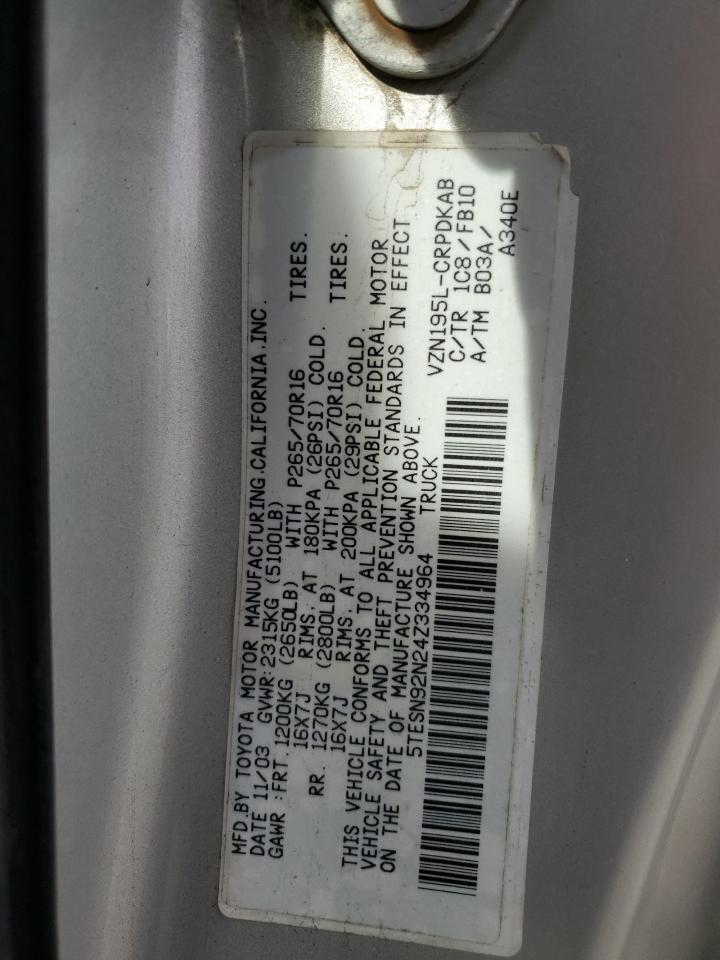 MFD.BY TOYOTA MOTOR MANUFACTURING.CALIFORNIA.INC.
DATE 11/03 GVWR:2315KG (5100LB)
GAWR :FRT.1200KG (2650LB) WITH P265/70R16 TIRES.
16X7J RIMS, AT 180KPA (26PSI) COLD.
RR. 1270KG (2800LB) WITH P265/70R16 TIRES.
16X7J RIMS, AT 200KPA (29PSI) COLD.
THIS VEHICLE CONFORMS TO ALL APPLICABLE FEDERAL MOTOR
VEHICLE SAFETY AND THEFT PREVENTION STANDARDS IN EFFECT
ON THE DATE OF MANUFACTURE SHOWN ABOVE.
5TESN92N24Z334964 TRUCK
VZN195L-CRPDKAB
C/TR 1C8/FB10
A/TM B03A/
A340E